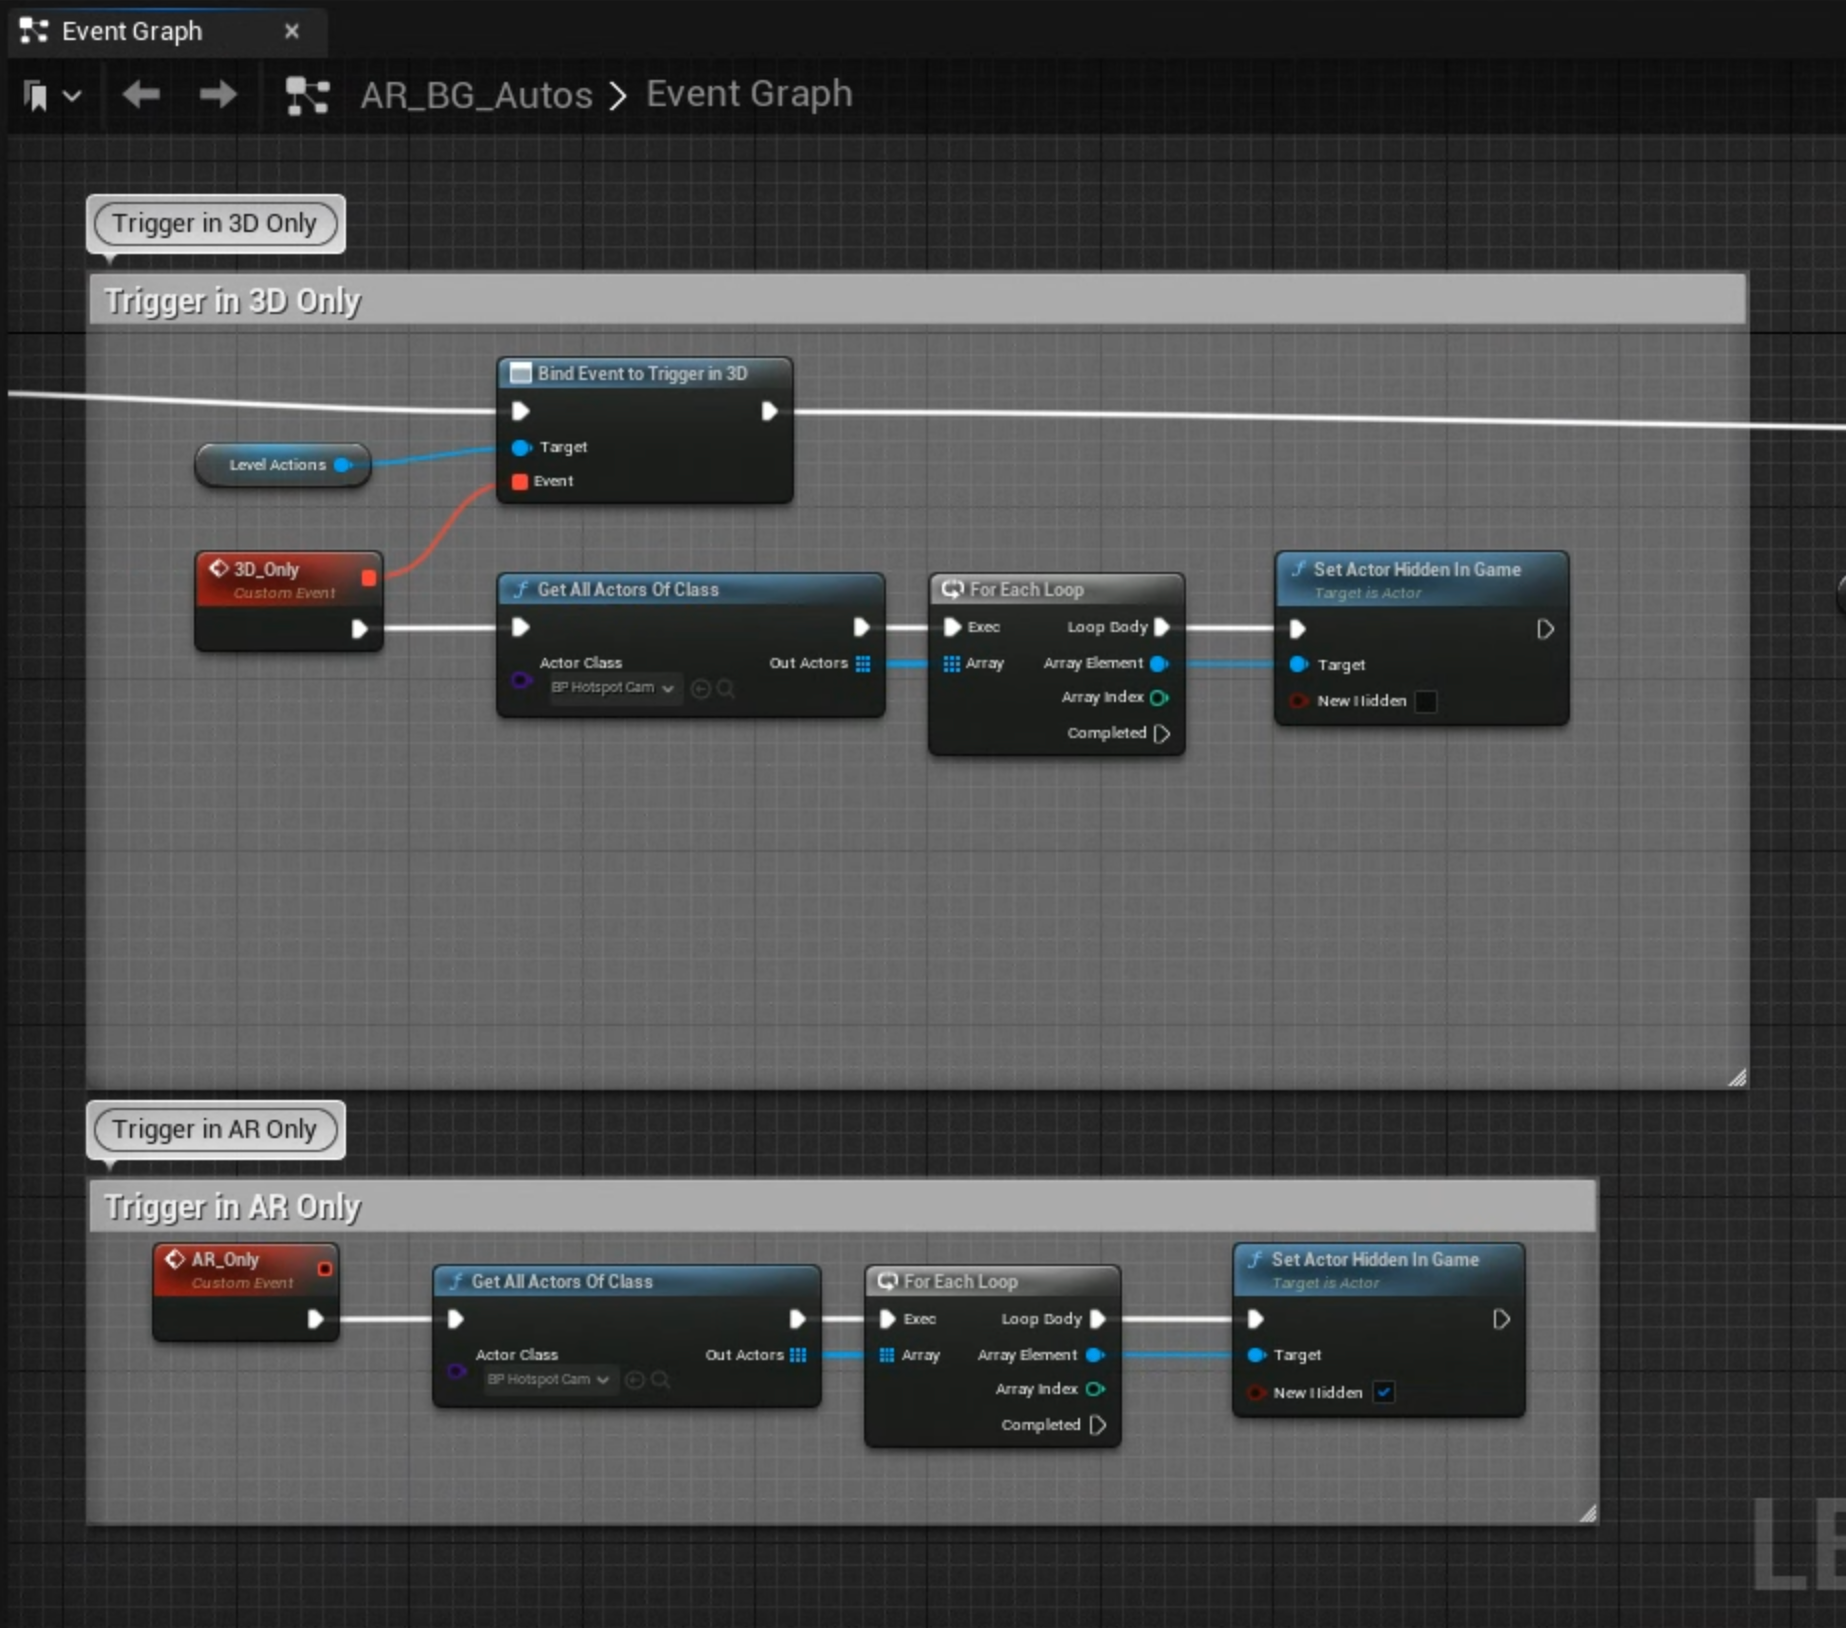 Event Graph
AR_BG_Autos > Event Graph
Trigger in 3D Only
Trigger in 3D Only
Bind Event to Trigger in 3D
Target
Event
Level Actions
3D_Only
Custom Event
Get All Actors Of Class
Actor Class
BP Hotspot Cam
Out Actors
For Each Loop
Exec
Loop Body
Array
Array Element
Array Index
Completed
Set Actor Hidden In Game
Target is Actor
Target
New Hidden
Trigger in AR Only
Trigger in AR Only
AR_Only
Custom Event
Get All Actors Of Class
Actor Class
BP Hotspot Cam
Out Actors
For Each Loop
Exec
Loop Body
Array
Array Element
Array Index
Completed
Set Actor Hidden In Game
Target is Actor
Target
New Hidden